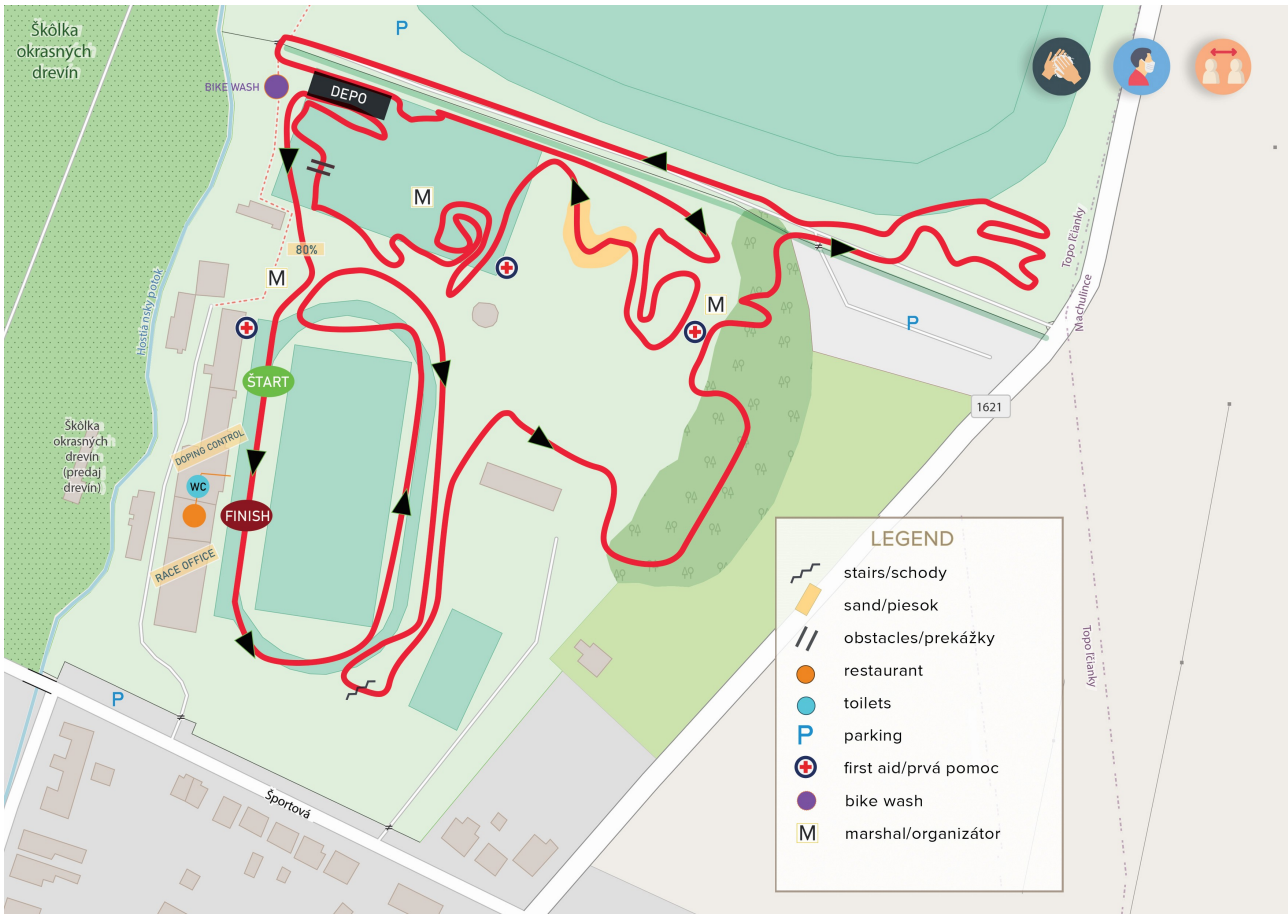 Škôlka
okrasných
drevín
P
BIKE WASH
DEPO
M
80%
M
Hostiansky potok
M
P
Topoľčianky
Machulince
ŠTART
1621
Škôlka
okrasných
drevín
(predaj
drevín)
DOPING CONTROL
WC
FINISH
RACE OFFICE
P
Športová
Topoľčianky
LEGEND
stairs/schody
sand/piesok
obstacles/prekážky
restaurant
toilets
P parking
first aid/prvá pomoc
bike wash
M marshal/organizátor